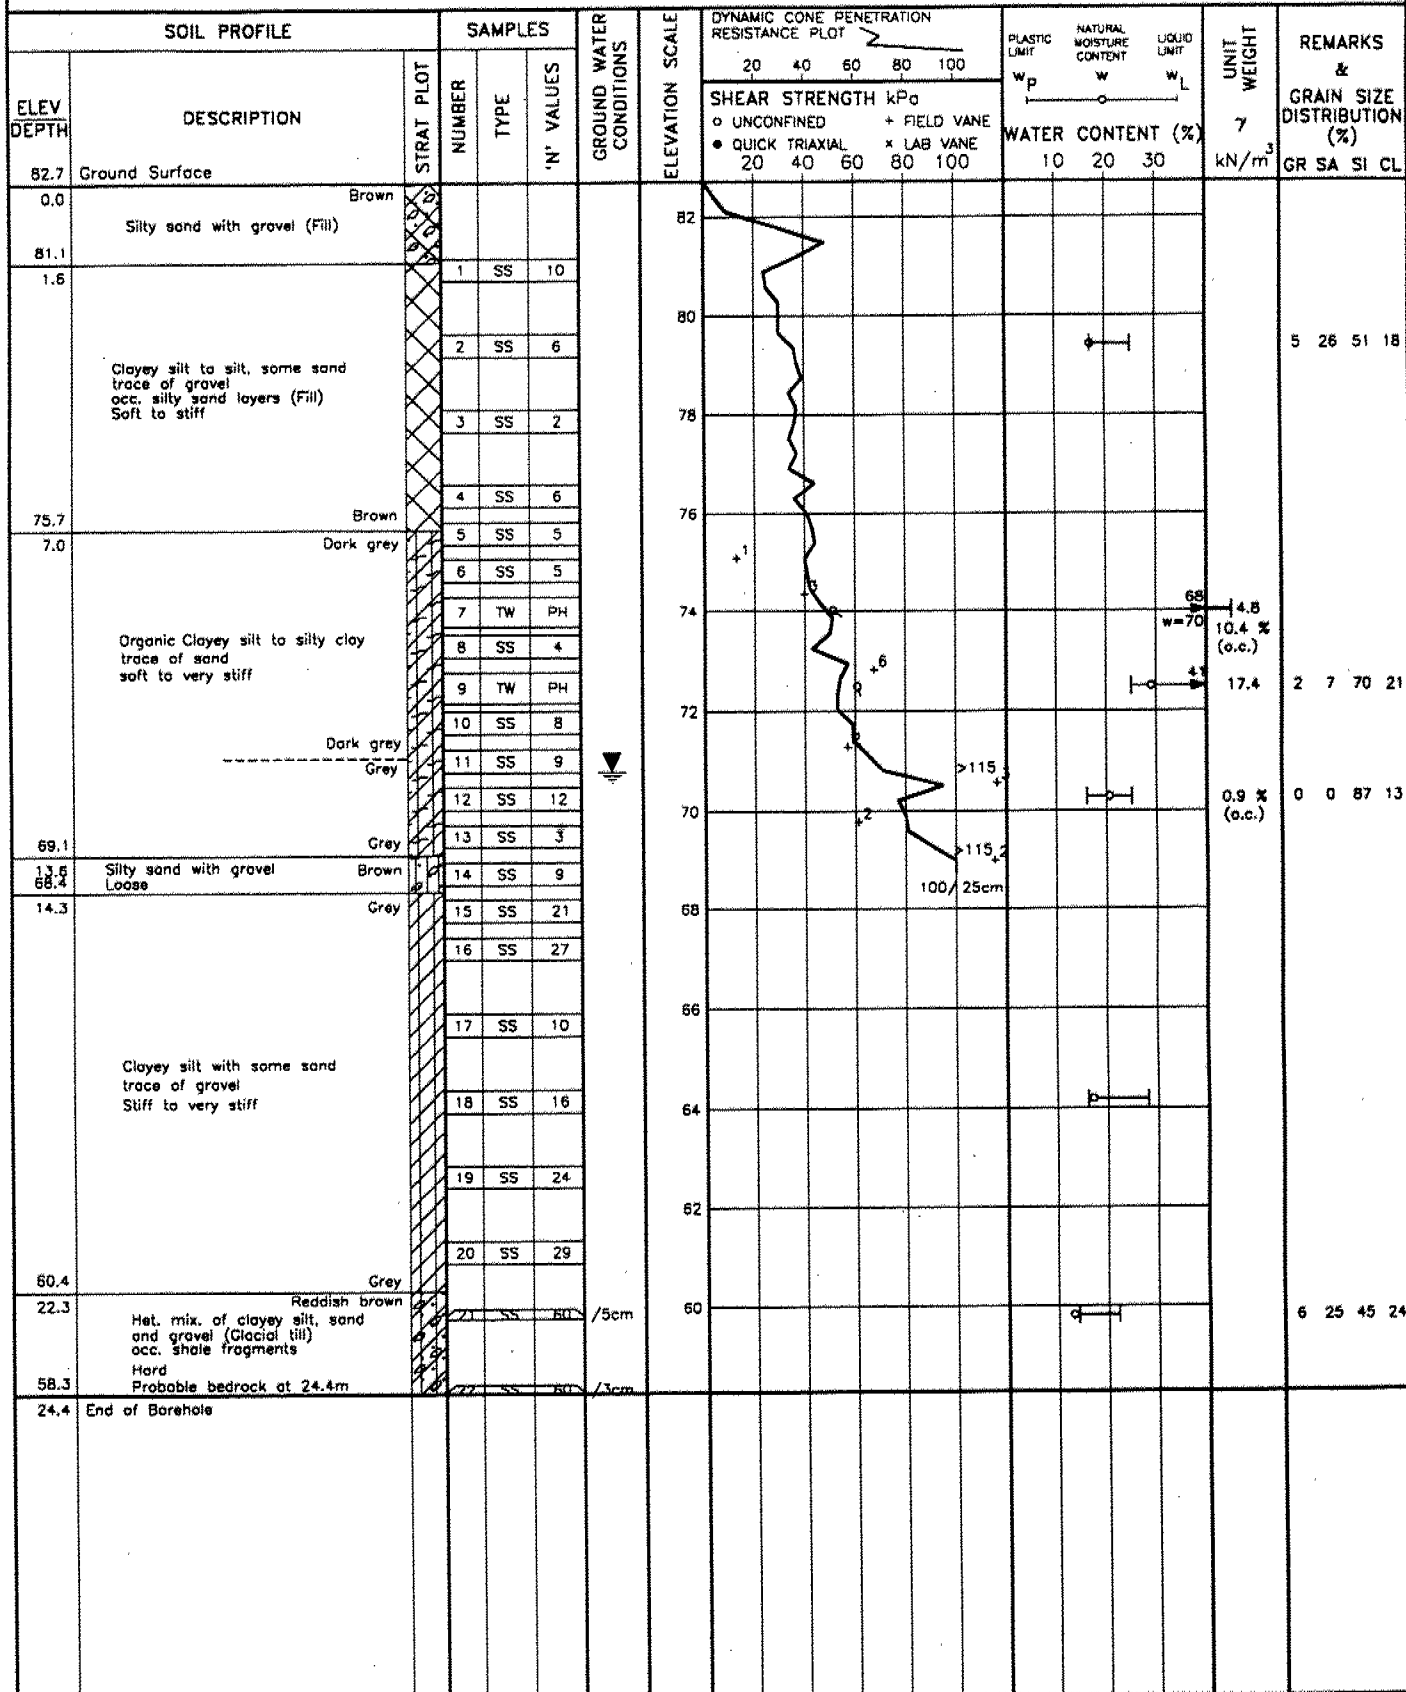 SOIL PROFILE
SAMPLES
GROUND WATER CONDITIONS
ELEVATION SCALE
DYNAMIC CONE PENETRATION
RESISTANCE PLOT
20 40 60 80 100
SHEAR STRENGTH kPa
o UNCONFINED + FIELD VANE
● QUICK TRIAXIAL × LAB VANE
20 40 60 80 100
PLASTIC LIMIT
NATURAL MOISTURE CONTENT
LIQUID LIMIT
wP w wL
WATER CONTENT (%)
10 20 30
UNIT WEIGHT
γ
kN/m³
REMARKS
&
GRAIN SIZE
DISTRIBUTION
(%)
GR SA SI CL
ELEV
DEPTH
DESCRIPTION
STRAT PLOT
NUMBER
TYPE
'N' VALUES
82.7 Ground Surface
0.0 Brown
Silty sand with gravel (Fill)
82
81.1
1.6
1 SS 10
80
2 SS 6
5 26 51 18
Clayey silt to silt, some sand
trace of gravel
occ. silty sand layers (Fill)
Soft to stiff
78
3 SS 2
4 SS 6
75.7 Brown
76
7.0 Dark grey
5 SS 5
1
6 SS 5
7 TW PH
74
68
w=70
4.8
10.4 %
(o.c.)
Organic Clayey silt to silty clay
trace of sand
soft to very stiff
8 SS 4
6
9 TW PH
41
17.4
2 7 70 21
72
10 SS 8
Dark grey
Grey
11 SS 9
>115
12 SS 12
70
0.9 %
(o.c.)
0 0 87 13
2
13 SS 3
69.1 Grey
>115 2
13.6 Silty sand with gravel Brown
68.4 Loose
14 SS 9
100/ 25cm
14.3 Grey
15 SS 21
68
16 SS 27
66
17 SS 10
Clayey silt with some sand
trace of gravel
Stiff to very stiff
18 SS 16
64
19 SS 24
62
20 SS 29
60.4 Grey
22.3 Reddish brown
Het. mix. of clayey silt, sand
and gravel (Glacial till)
occ. shale fragments
21 SS 60 /5cm
60
6 25 45 24
Hard
58.3 Probable bedrock at 24.4m
22 SS 60 /3cm
24.4 End of Borehole